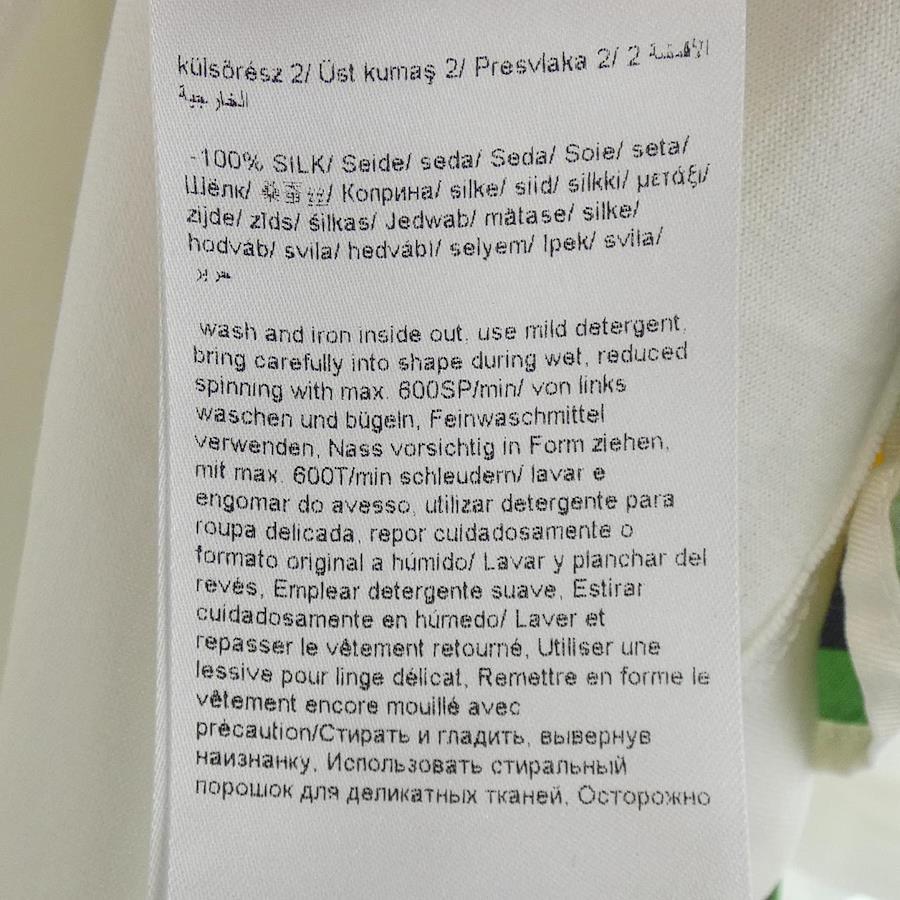 külsőrész 2/ Üst kumaş 2/ Presvlaka 2/ 2 الأقمشة
الخارجية
-100% SILK/ Seide/ seda/ Seda/ Soie/ seta/
Шёлк/ 桑蚕丝/ Коприна/ silke/ siid/ silkki/ μετάξι/
zijde/ zīds/ šilkas/ Jedwab/ mătase/ silke/
hodváb/ svila/ hedvábí/ selyem/ Ipek/ svila/
حرير
wash and iron inside out, use mild detergent,
bring carefully into shape during wet, reduced
spinning with max. 600SP/min/ von links
waschen und bügeln, Feinwaschmittel
verwenden, Nass vorsichtig in Form ziehen,
mit max. 600T/min schleudern/ lavar e
engomar do avesso, utilizar detergente para
roupa delicada, repor cuidadosamente o
formato original a húmido/ Lavar y planchar del
revés, Emplear detergente suave, Estirar
cuidadosamente en húmedo/ Laver et
repasser le vêtement retourné, Utiliser une
lessive pour linge délicat, Remettre en forme le
vêtement encore mouillé avec
précaution/Стирать и гладить, вывернув
наизнанку, Использовать стиральный
порошок для деликатных тканей, Осторожно